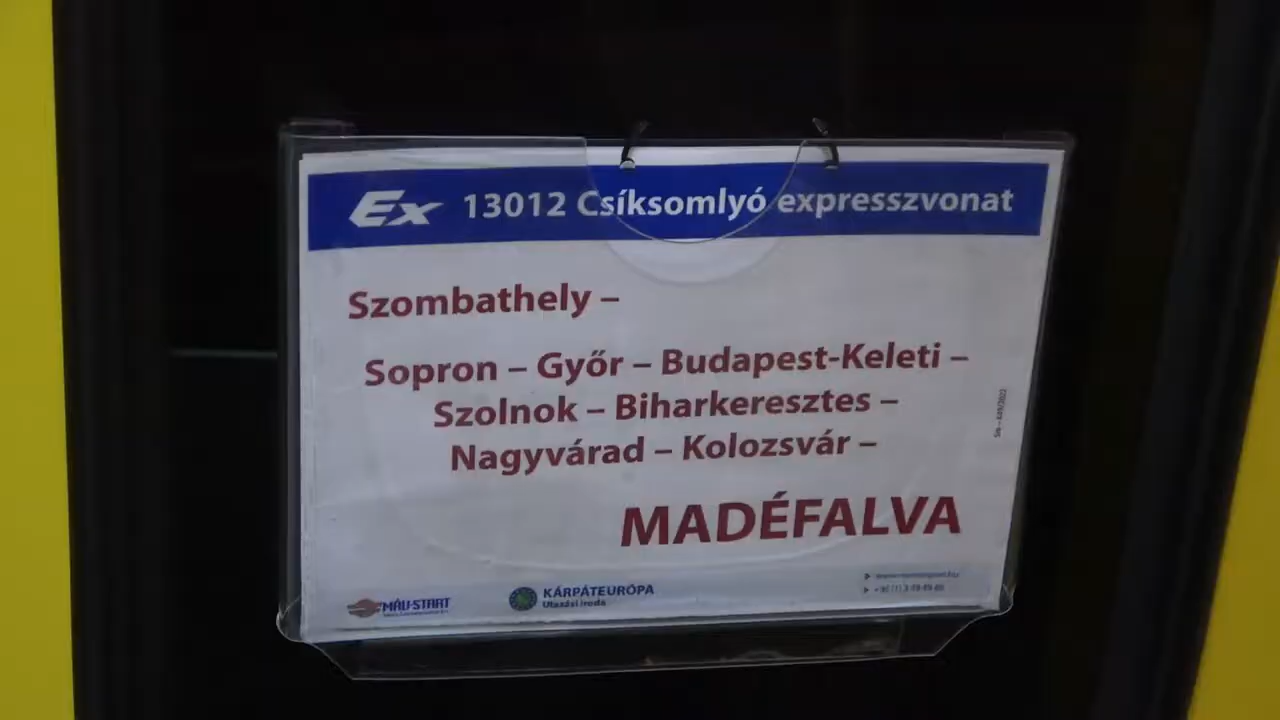 Ex 13012 Csíksomlyó expresszvonat
Szombathely –
Sopron – Győr – Budapest-Keleti –
Szolnok – Biharkeresztes –
Nagyvárad – Kolozsvár –
MADÉFALVA
MÁV-START
KÁRPÁTEURÓPA
Utazási iroda